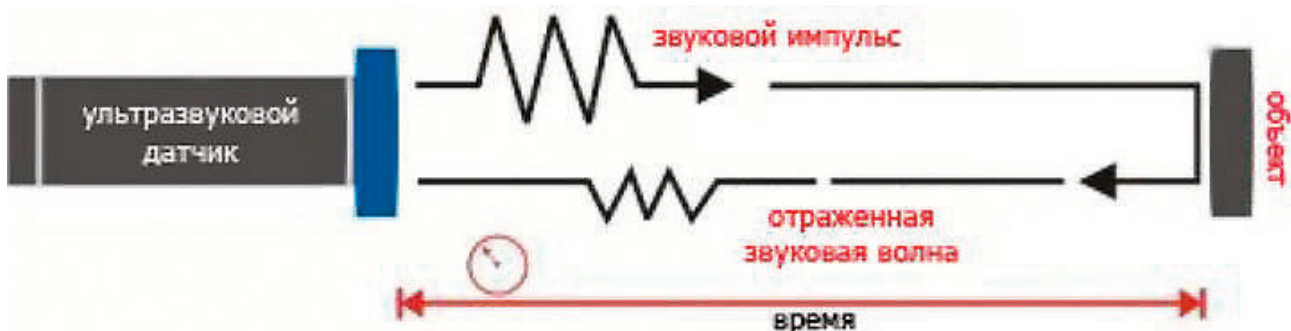 звуковой импульс
ультразвуковой
датчик
объект
отраженная
звуковая волна
время